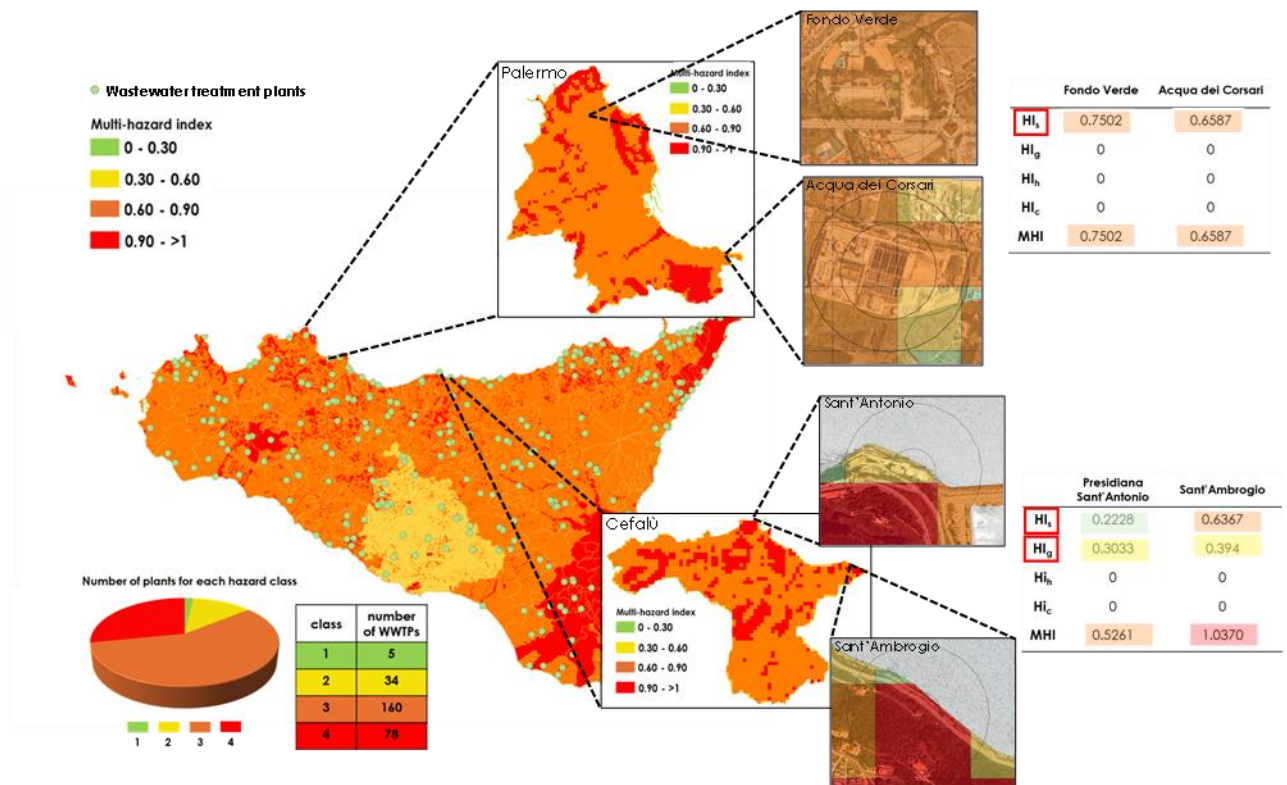 Wastewater treatment plants
Multi-hazard index
0 - 0.30
0.30 - 0.60
0.60 - 0.90
0.90 - >1
Palermo
Multi-hazard index
0 - 0.30
0.30 - 0.60
0.60 - 0.90
0.90 - >1
Fondo Verde
Acqua dei Corsari
Fondo Verde Acqua dei Corsari
HIs 0.7502 0.6587
HIg 0 0
HIh 0 0
HIc 0 0
MHI 0.7502 0.6587
Cefalù
Multi-hazard index
0 - 0.30
0.30 - 0.60
0.60 - 0.90
0.90 - >1
Sant'Antonio
Sant'Ambrogio
Presidiana
Sant'Antonio Sant'Ambrogio
HIs 0.2228 0.6367
HIg 0.3033 0.394
Hih 0 0
Hic 0 0
MHI 0.5261 1.0370
Number of plants for each hazard class
1 2 3 4
class number
of WWTPs
1 5
2 34
3 160
4 78